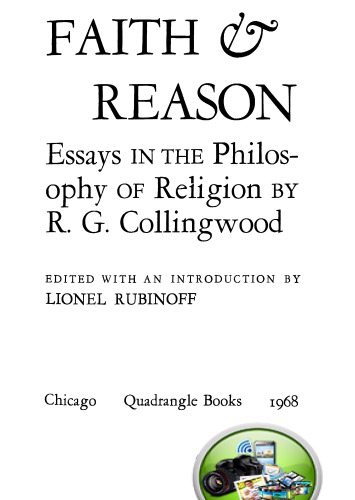 FAITH &
REASON
Essays IN THE Philos-
ophy OF Religion BY
R. G. Collingwood
EDITED WITH AN INTRODUCTION BY
LIONEL RUBINOFF
Chicago Quadrangle Books 1968